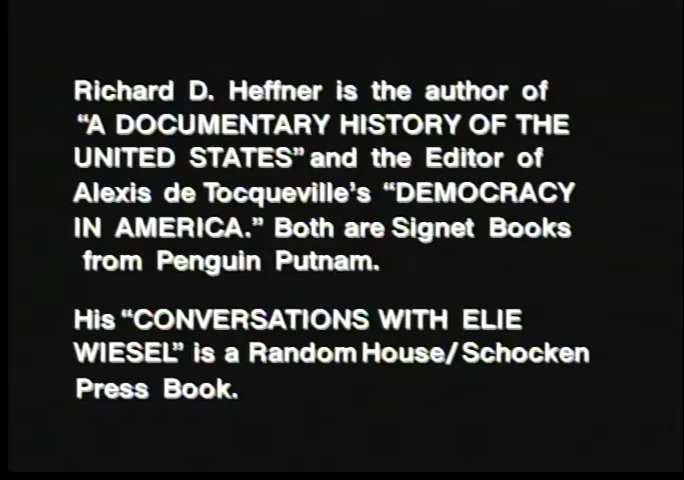 Richard D. Heffner is the author of
“A DOCUMENTARY HISTORY OF THE
UNITED STATES” and the Editor of
Alexis de Tocqueville’s “DEMOCRACY
IN AMERICA.” Both are Signet Books
from Penguin Putnam.
His “CONVERSATIONS WITH ELIE
WIESEL” is a Random House/Schocken
Press Book.